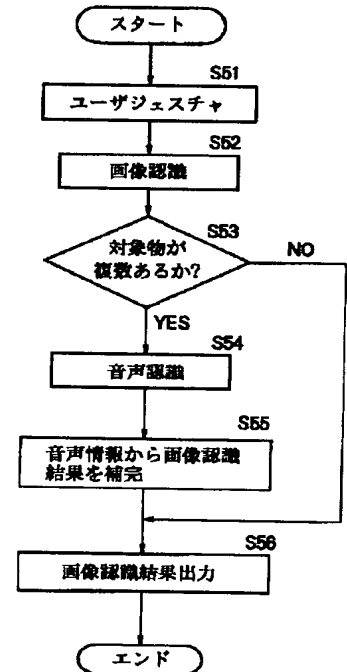 スタート
S51
ユーザジェスチャ
S52
画像認識
S53
対象物が
複数あるか?
NO
YES
S54
音声認識
S55
音声情報から画像認識
結果を補完
S56
画像認識結果出力
エンド